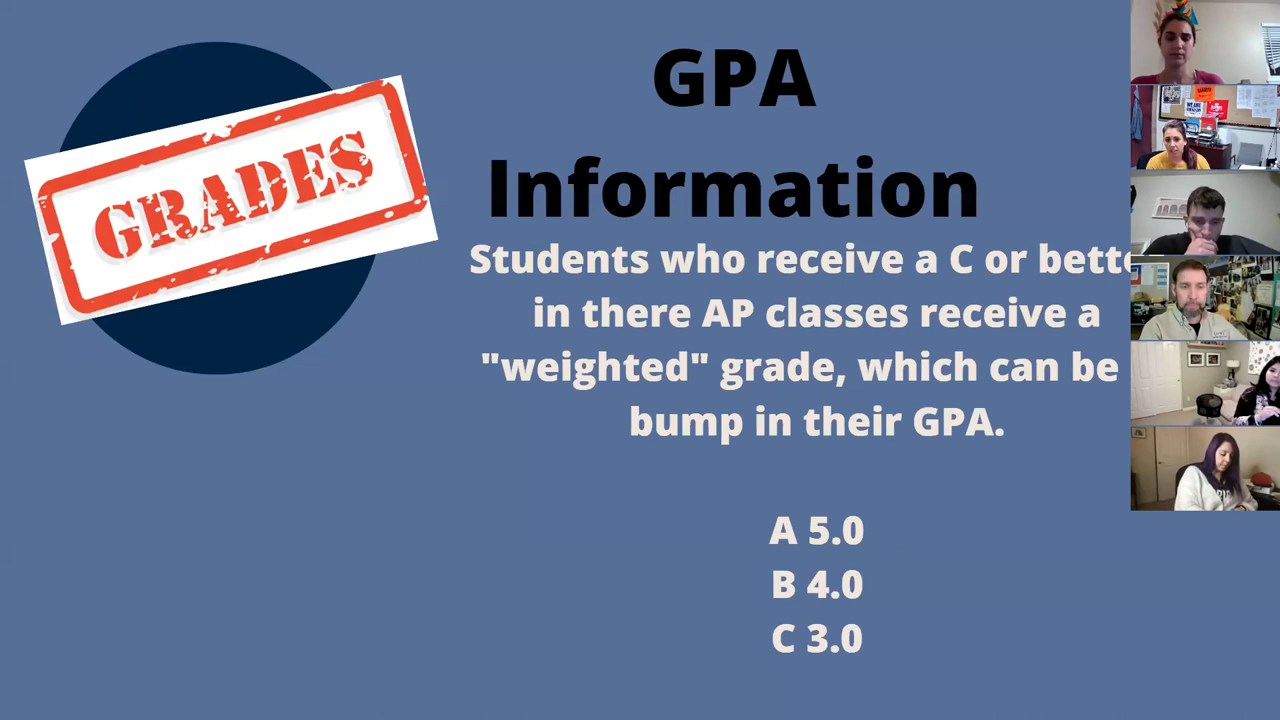 GRADES
GPA
Information
Students who receive a C or bette
in there AP classes receive a
"weighted" grade, which can be
bump in their GPA.
A 5.0
B 4.0
C 3.0